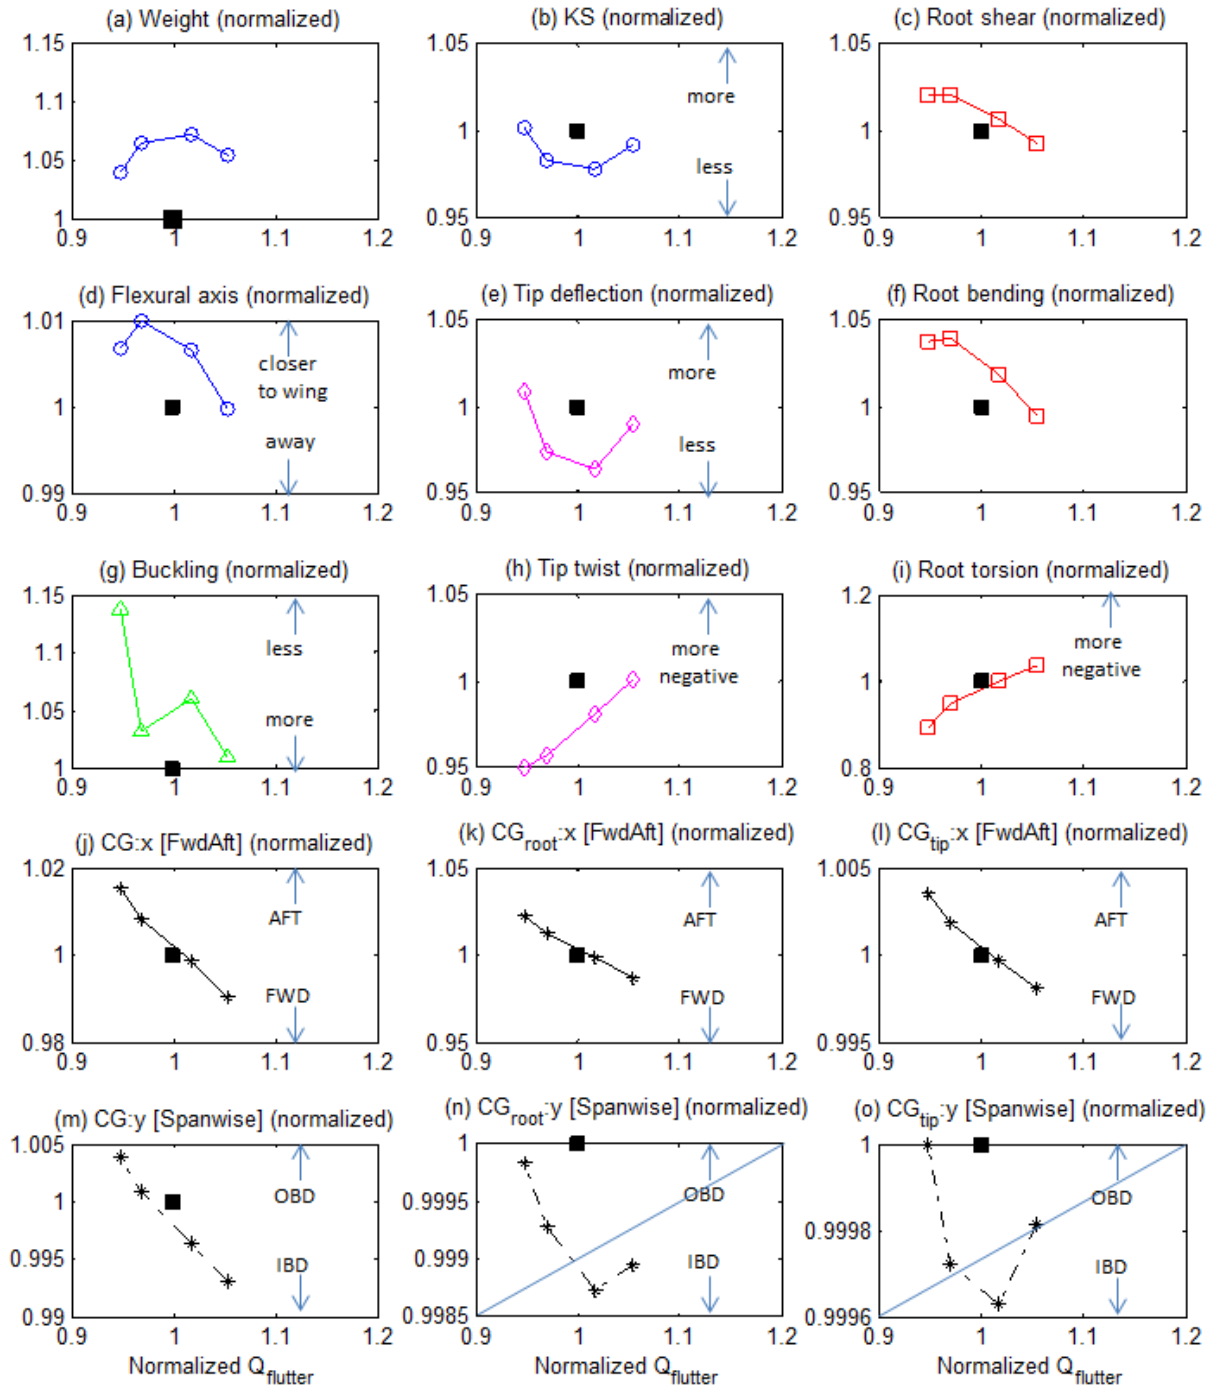 (a) Weight (normalized)
(b) KS (normalized)
(c) Root shear (normalized)
1.15
1.1
1.05
1
0.9
1
1.1
1.2
1.05
1
0.95
0.9
1
1.1
1.2
more
less
1.05
1
0.95
0.9
1
1.1
1.2
(d) Flexural axis (normalized)
(e) Tip deflection (normalized)
(f) Root bending (normalized)
1.01
1
0.99
0.9
1
1.1
1.2
closer
to wing
away
1.05
1
0.95
0.9
1
1.1
1.2
more
less
1.05
1
0.95
0.9
1
1.1
1.2
(g) Buckling (normalized)
(h) Tip twist (normalized)
(i) Root torsion (normalized)
1.15
1.1
1.05
1
0.9
1
1.1
1.2
less
more
1.05
1
0.95
0.9
1
1.1
1.2
more
negative
1.2
1
0.8
0.9
1
1.1
1.2
more
negative
(j) CG:x [FwdAft] (normalized)
(k) CGroot:x [FwdAft] (normalized)
(l) CGtip:x [FwdAft] (normalized)
1.02
1
0.98
0.9
1
1.1
1.2
AFT
FWD
1.05
1
0.95
0.9
1
1.1
1.2
AFT
FWD
1.005
1
0.995
0.9
1
1.1
1.2
AFT
FWD
(m) CG:y [Spanwise] (normalized)
(n) CGroot:y [Spanwise] (normalized)
(o) CGtip:y [Spanwise] (normalized)
1.005
1
0.995
0.99
0.9
1
1.1
1.2
OBD
IBD
Normalized Qflutter
1
0.9995
0.999
0.9985
0.9
1
1.1
1.2
OBD
IBD
Normalized Qflutter
1
0.9998
0.9996
0.9
1
1.1
1.2
OBD
IBD
Normalized Qflutter